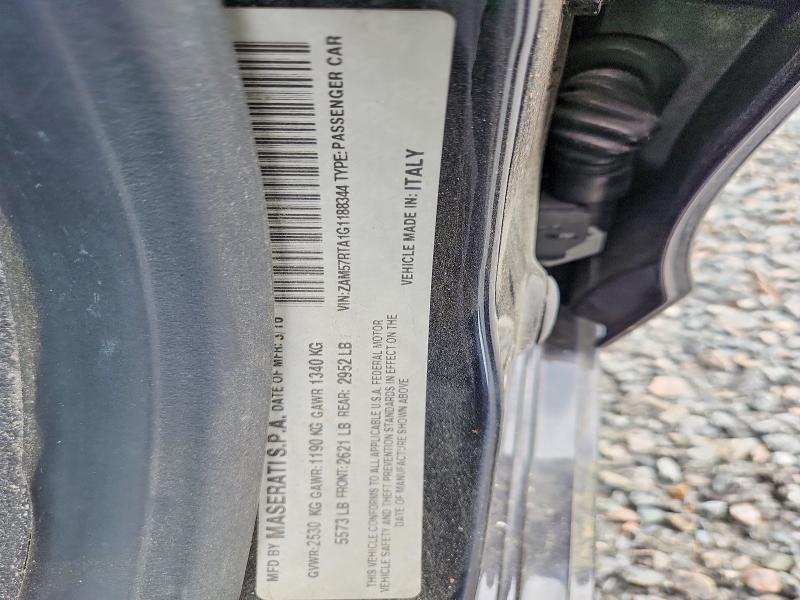 MFD BY MASERATI S.P.A. DATE OF MFR: 3/16
GVWR:2530 KG GAWR:1190 KG GAWR 1340 KG
5573 LB FRONT:2621 LB REAR: 2952 LB
VIN: ZAM57RTA1G1188344 TYPE: PASSENGER CAR
THIS VEHICLE CONFORMS TO ALL APPLICABLE U.S.A. FEDERAL MOTOR
VEHICLE SAFETY AND THEFT PREVENTION STANDARDS IN EFFECT ON THE
DATE OF MANUFACTURE SHOWN ABOVE
VEHICLE MADE IN: ITALY